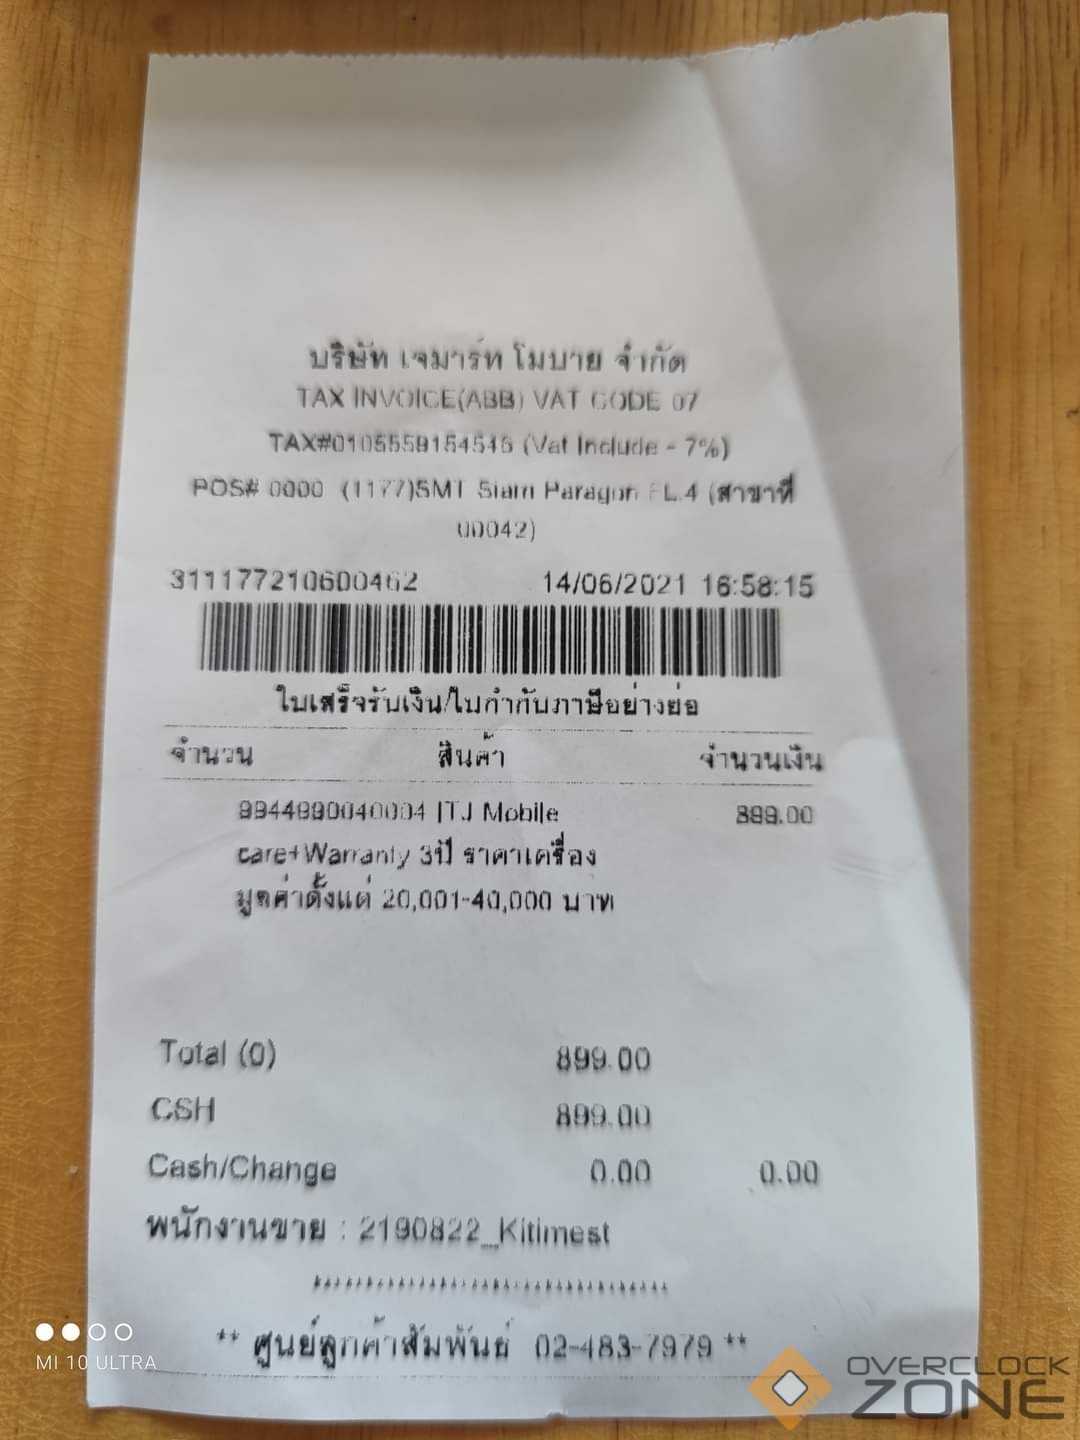 บริษัท เจมาร์ท โมบาย จำกัด
TAX INVOICE(ABB) VAT CODE 07
TAX#0105559154546 (Vat Include - 7%)
POS# 0000 (1177)SMT Siam Paragon FL.4 (สาขาที่
00042)
311177210600462 14/06/2021 16:58:15
ใบเสร็จรับเงิน/ใบกำกับภาษีอย่างย่อ
จำนวน สินค้า จำนวนเงิน
9944990040004 ITJ Mobile 899.00
care+Warranty 3ปี ราคาเครื่อง
มูลค่าตั้งแต่ 20,001-40,000 บาท
Total (0) 899.00
CSH 899.00
Cash/Change 0.00 0.00
พนักงานขาย : 2190822_Kitimest
** ศูนย์ลูกค้าสัมพันธ์ 02-483-7979 **
MI 10 ULTRA
OVERCLOCK
ZONE